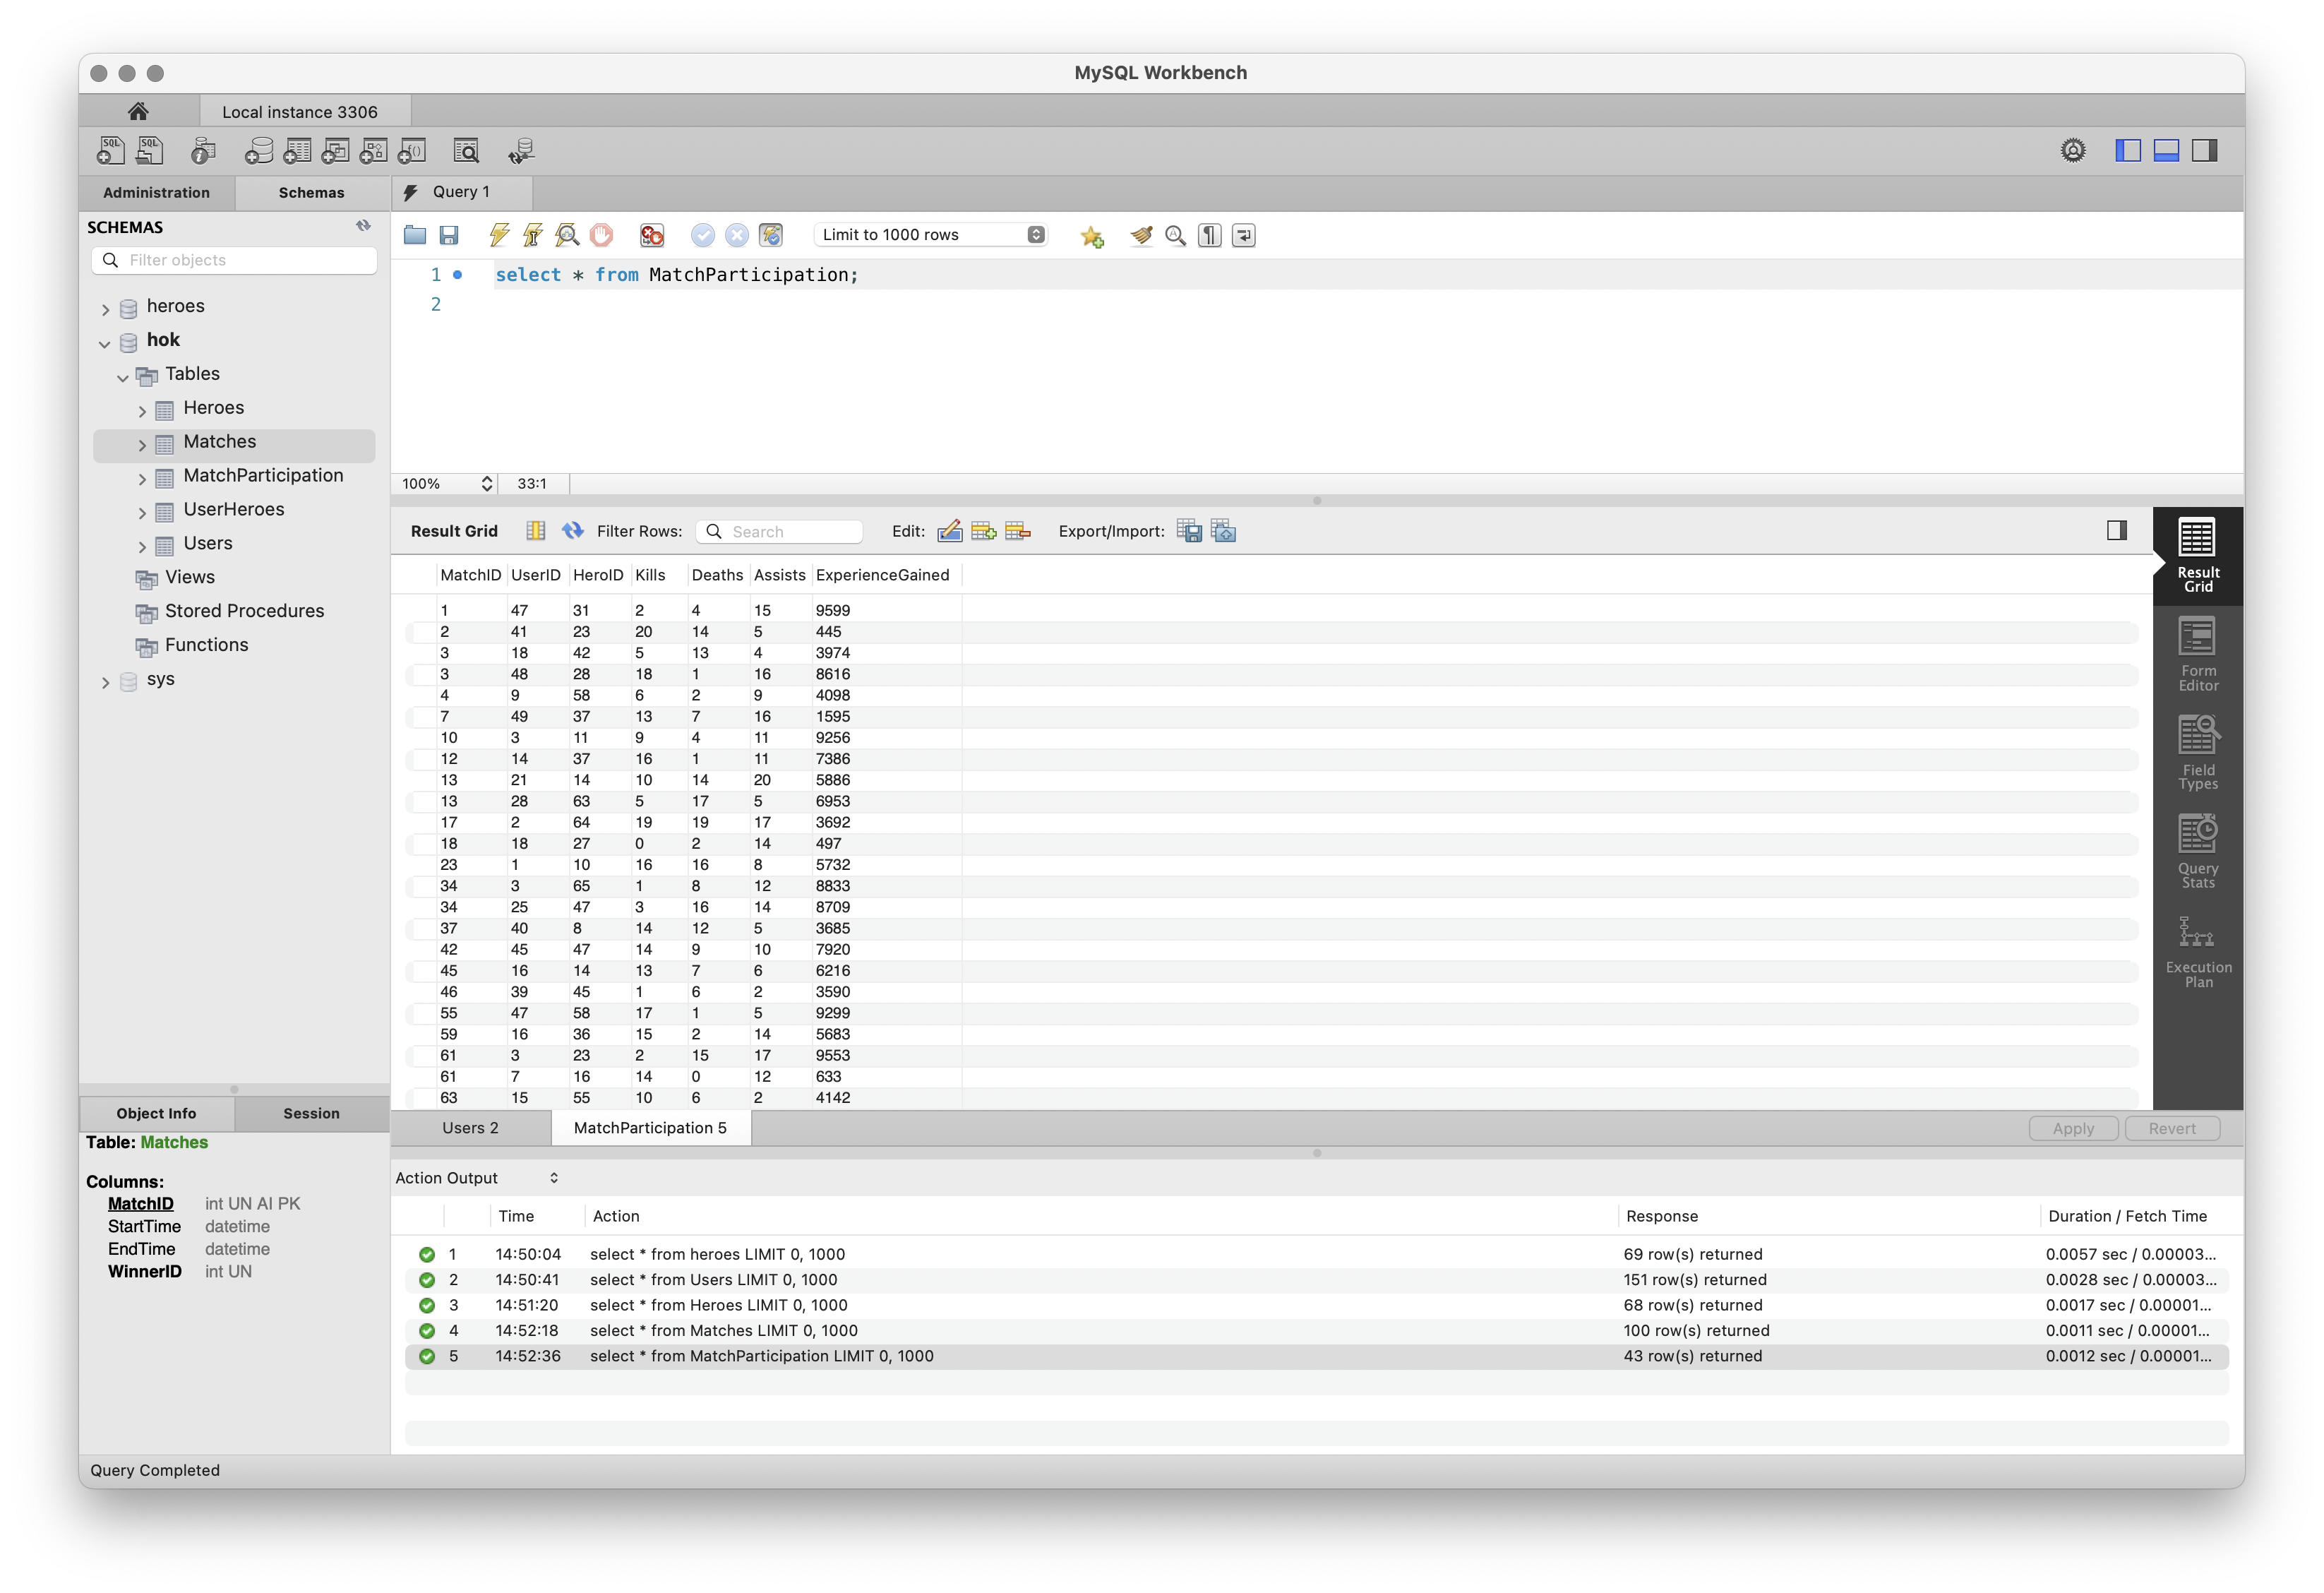 MySQL Workbench
Local instance 3306
Administration Schemas
Query 1
SCHEMAS
Filter objects
heroes
hok
Tables
Heroes
Matches
MatchParticipation
UserHeroes
Users
Views
Stored Procedures
Functions
sys
Limit to 1000 rows
1 select * from MatchParticipation;
2
100% 33:1
Result Grid Filter Rows: Search Edit: Export/Import:
MatchID UserID HeroID Kills Deaths Assists ExperienceGained
1 47 31 2 4 15 9599
2 41 23 20 14 5 445
3 18 42 5 13 4 3974
3 48 28 18 1 16 8616
4 9 58 6 2 9 4098
7 49 37 13 7 16 1595
10 3 11 9 4 11 9256
12 14 37 16 1 11 7386
13 21 14 10 14 20 5886
13 28 63 5 17 5 6953
17 2 64 19 19 17 3692
18 18 27 0 2 14 497
23 1 10 16 16 8 5732
34 3 65 1 8 12 8833
34 25 47 3 16 14 8709
37 40 8 14 12 5 3685
42 45 47 14 9 10 7920
45 16 14 13 7 6 6216
46 39 45 1 6 2 3590
55 47 58 17 1 5 9299
59 16 36 15 2 14 5683
61 3 23 2 15 17 9553
61 7 16 14 0 12 633
63 15 55 10 6 2 4142
Result
Grid
Form
Editor
Field
Types
Query
Stats
Execution
Plan
Users 2 MatchParticipation 5 Apply Revert
Object Info Session
Table: Matches
Columns:
MatchID int UN AI PK
StartTime datetime
EndTime datetime
WinnerID int UN
Action Output
Time Action Response Duration / Fetch Time
1 14:50:04 select * from heroes LIMIT 0, 1000 69 row(s) returned 0.0057 sec / 0.00003...
2 14:50:41 select * from Users LIMIT 0, 1000 151 row(s) returned 0.0028 sec / 0.00003...
3 14:51:20 select * from Heroes LIMIT 0, 1000 68 row(s) returned 0.0017 sec / 0.00001...
4 14:52:18 select * from Matches LIMIT 0, 1000 100 row(s) returned 0.0011 sec / 0.00001...
5 14:52:36 select * from MatchParticipation LIMIT 0, 1000 43 row(s) returned 0.0012 sec / 0.00001...
Query Completed